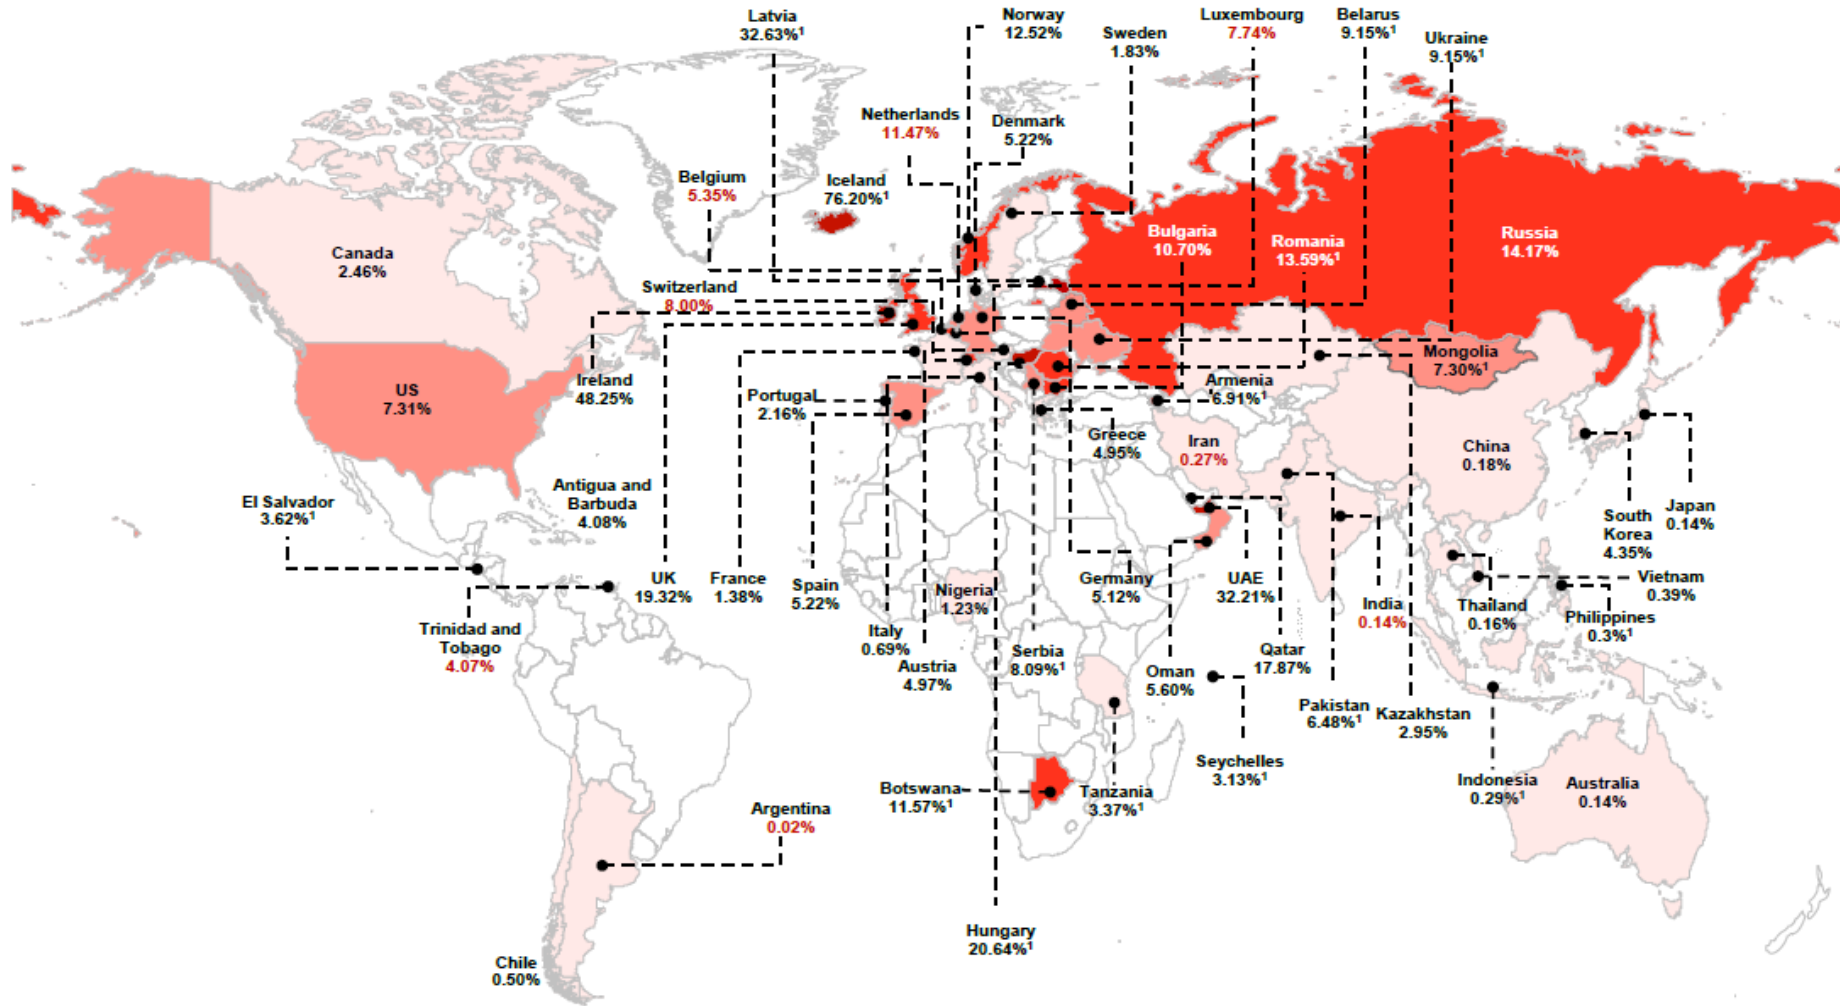 Latvia
32.63%¹
Norway
12.52%
Sweden
1.83%
Luxembourg
7.74%
Belarus
9.15%¹
Ukraine
9.15%¹
Netherlands
11.47%
Denmark
5.22%
Belgium
5.35%
Iceland
76.20%¹
Canada
2.46%
Bulgaria
10.70%
Romania
13.59%¹
Russia
14.17%
Switzerland
8.00%
Mongolia
7.30%¹
US
7.31%
Ireland
48.25%
Portugal
2.16%
Armenia
6.91%¹
Greece
4.95%
Iran
0.27%
China
0.18%
El Salvador
3.62%¹
Antigua and
Barbuda
4.08%
South
Korea
4.35%
Japan
0.14%
UK
19.32%
France
1.38%
Spain
5.22%
Nigeria
1.23%
Germany
5.12%
UAE
32.21%
India
0.14%
Thailand
0.16%
Vietnam
0.39%
Philippines
0.3%¹
Trinidad and
Tobago
4.07%
Italy
0.69%
Austria
4.97%
Serbia
8.09%¹
Oman
5.60%
Qatar
17.87%
Pakistan
6.48%¹
Kazakhstan
2.95%
Seychelles
3.13%¹
Botswana
11.57%¹
Tanzania
3.37%¹
Indonesia
0.29%¹
Australia
0.14%
Argentina
0.02%
Hungary
20.64%¹
Chile
0.50%